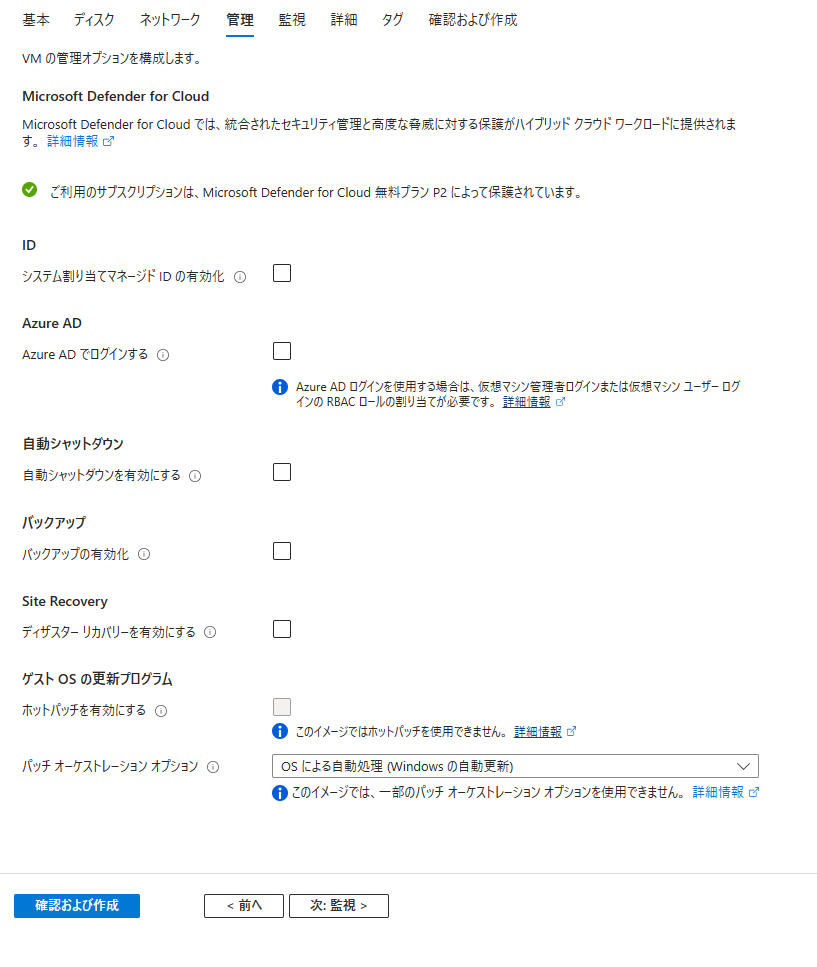 基本 ディスク ネットワーク 管理 監視 詳細 タグ 確認および作成
VM の管理オプションを構成します。
Microsoft Defender for Cloud
Microsoft Defender for Cloud では、統合されたセキュリティ管理と高度な脅威に対する保護がハイブリッド クラウド ワークロードに提供されま
す。 詳細情報
ご利用のサブスクリプションは、Microsoft Defender for Cloud 無料プラン P2 によって保護されています。
ID
システム割り当てマネージド ID の有効化
Azure AD
Azure AD でログインする
Azure AD ログインを使用する場合は、仮想マシン管理者ログインまたは仮想マシン ユーザー ログ
インの RBAC ロールの割り当てが必要です。 詳細情報
自動シャットダウン
自動シャットダウンを有効にする
バックアップ
バックアップの有効化
Site Recovery
ディザスター リカバリーを有効にする
ゲスト OS の更新プログラム
ホットパッチを有効にする
このイメージではホットパッチを使用できません。 詳細情報
パッチ オーケストレーション オプション OS による自動処理 (Windows の自動更新)
このイメージでは、一部のパッチ オーケストレーション オプションを使用できません。 詳細情報
確認および作成 < 前へ 次: 監視 >